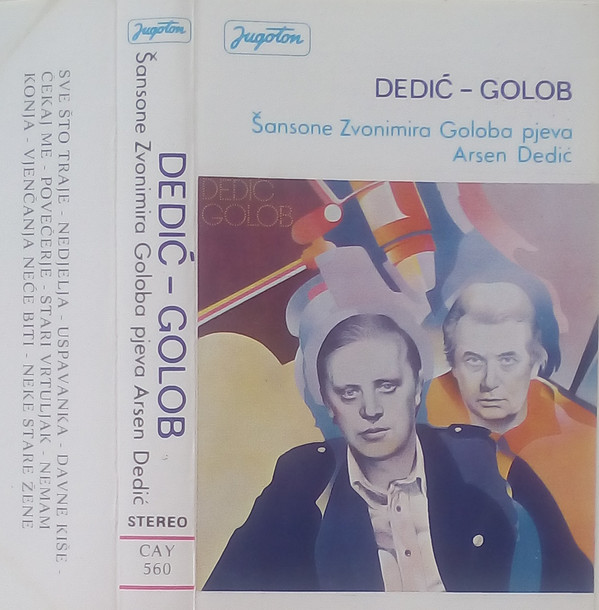 SVE ŠTO TRAJE - NEDJELJA - USPAVANKA - DAVNE KIŠE -
ČEKAJ ME - POVEČERJE - STARI VRTULJAK - NEMAM
KONJA - VJENČANJA NEĆE BITI - NEKE STARE ŽENE
Jugoton
DEDIĆ – GOLOB
Šansone Zvonimira Goloba pjeva Arsen Dedić
STEREO
CAY
560
Jugoton
DEDIĆ – GOLOB
Šansone Zvonimira Goloba pjeva
Arsen Dedić
DEDIĆ
GOLOB